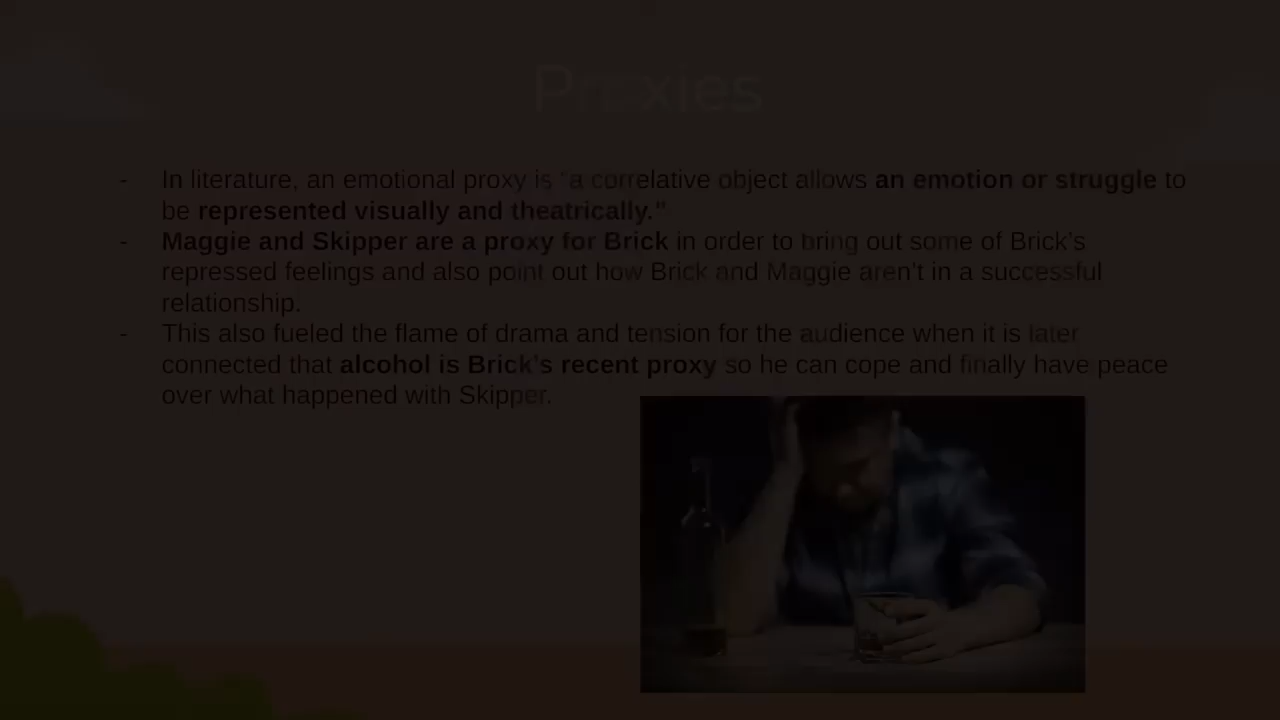 Proxies
- In literature, an emotional proxy is "a correlative object allows an emotion or struggle to
be represented visually and theatrically."
- Maggie and Skipper are a proxy for Brick in order to bring out some of Brick's
repressed feelings and also point out how Brick and Maggie aren't in a successful
relationship.
- This also fueled the flame of drama and tension for the audience when it is later
connected that alcohol is Brick's recent proxy so he can cope and finally have peace
over what happened with Skipper.